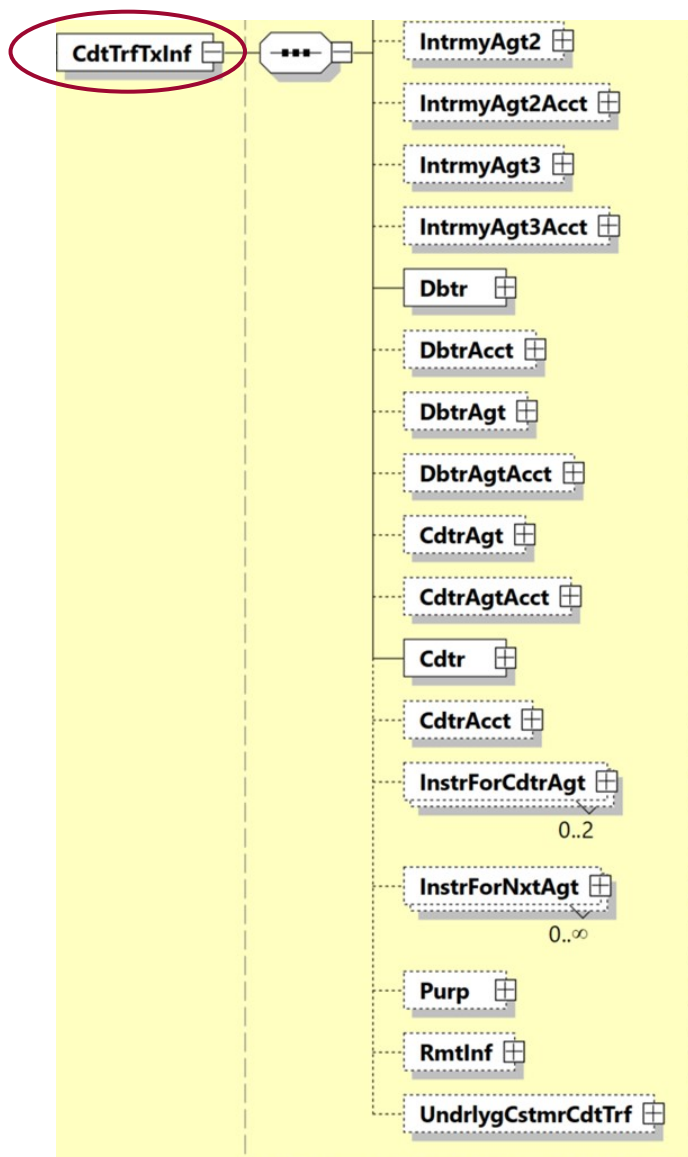 CdtTrfTxInf
IntrmyAgt2
IntrmyAgt2Acct
IntrmyAgt3
IntrmyAgt3Acct
Dbtr
DbtrAcct
DbtrAgt
DbtrAgtAcct
CdtrAgt
CdtrAgtAcct
Cdtr
CdtrAcct
InstrForCdtrAgt
0..2
InstrForNxtAgt
0..∞
Purp
RmtInf
UndrlygCstmrCdtTrf